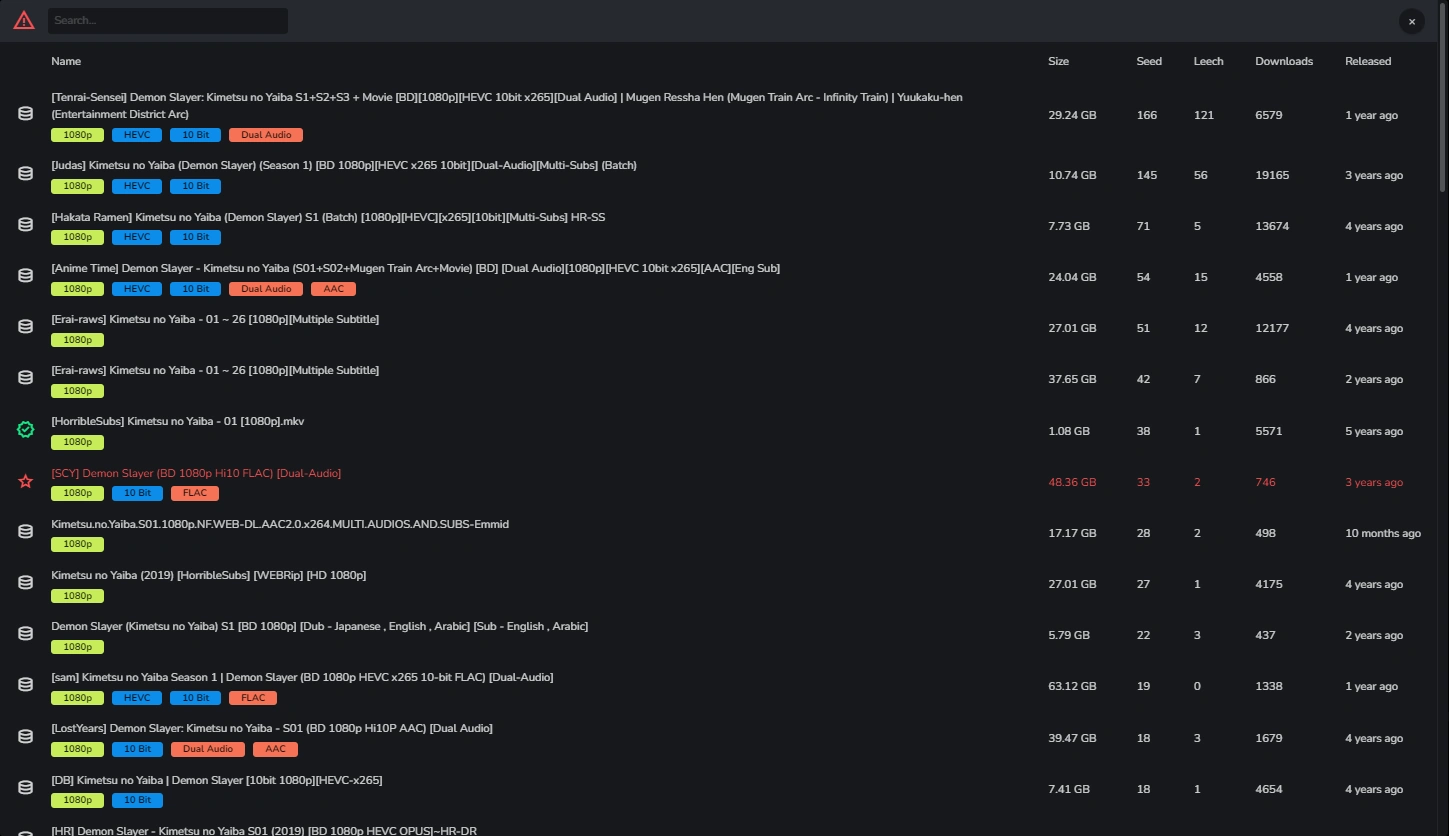 Search...
×
Name Size Seed Leech Downloads Released
[Tenrai-Sensei] Demon Slayer: Kimetsu no Yaiba S1+S2+S3 + Movie [BD][1080p][HEVC 10bit x265][Dual Audio] | Mugen Ressha Hen (Mugen Train Arc - Infinity Train) | Yuukaku-hen
(Entertainment District Arc)
29.24 GB 166 121 6579 1 year ago
1080p HEVC 10 Bit Dual Audio
[Judas] Kimetsu no Yaiba (Demon Slayer) (Season 1) [BD 1080p][HEVC x265 10bit][Dual-Audio][Multi-Subs] (Batch)
10.74 GB 145 56 19165 3 years ago
1080p HEVC 10 Bit
[Hakata Ramen] Kimetsu no Yaiba (Demon Slayer) S1 (Batch) [1080p][HEVC][x265][10bit][Multi-Subs] HR-SS
7.73 GB 71 5 13674 4 years ago
1080p HEVC 10 Bit
[Anime Time] Demon Slayer - Kimetsu no Yaiba (S01+S02+Mugen Train Arc+Movie) [BD] [Dual Audio][1080p][HEVC 10bit x265][AAC][Eng Sub]
24.04 GB 54 15 4558 1 year ago
1080p HEVC 10 Bit Dual Audio AAC
[Erai-raws] Kimetsu no Yaiba - 01 ~ 26 [1080p][Multiple Subtitle]
27.01 GB 51 12 12177 4 years ago
1080p
[Erai-raws] Kimetsu no Yaiba - 01 ~ 26 [1080p][Multiple Subtitle]
37.65 GB 42 7 866 2 years ago
1080p
[HorribleSubs] Kimetsu no Yaiba - 01 [1080p].mkv
1.08 GB 38 1 5571 5 years ago
1080p
[SCY] Demon Slayer (BD 1080p Hi10 FLAC) [Dual-Audio]
48.36 GB 33 2 746 3 years ago
1080p 10 Bit FLAC
Kimetsu.no.Yaiba.S01.1080p.NF.WEB-DL.AAC2.0.x264.MULTI.AUDIOS.AND.SUBS-Emmid
17.17 GB 28 2 498 10 months ago
1080p
Kimetsu no Yaiba (2019) [HorribleSubs] [WEBRip] [HD 1080p]
27.01 GB 27 1 4175 4 years ago
1080p
Demon Slayer (Kimetsu no Yaiba) S1 [BD 1080p] [Dub - Japanese , English , Arabic] [Sub - English , Arabic]
5.79 GB 22 3 437 2 years ago
1080p
[sam] Kimetsu no Yaiba Season 1 | Demon Slayer (BD 1080p HEVC x265 10-bit FLAC) [Dual-Audio]
63.12 GB 19 0 1338 1 year ago
1080p HEVC 10 Bit FLAC
[LostYears] Demon Slayer: Kimetsu no Yaiba - S01 (BD 1080p Hi10P AAC) [Dual Audio]
39.47 GB 18 3 1679 4 years ago
1080p 10 Bit Dual Audio AAC
[DB] Kimetsu no Yaiba | Demon Slayer [10bit 1080p][HEVC-x265]
7.41 GB 18 1 4654 4 years ago
1080p 10 Bit
[HR] Demon Slayer - Kimetsu no Yaiba S01 (2019) [BD 1080p HEVC OPUS]~HR-DR